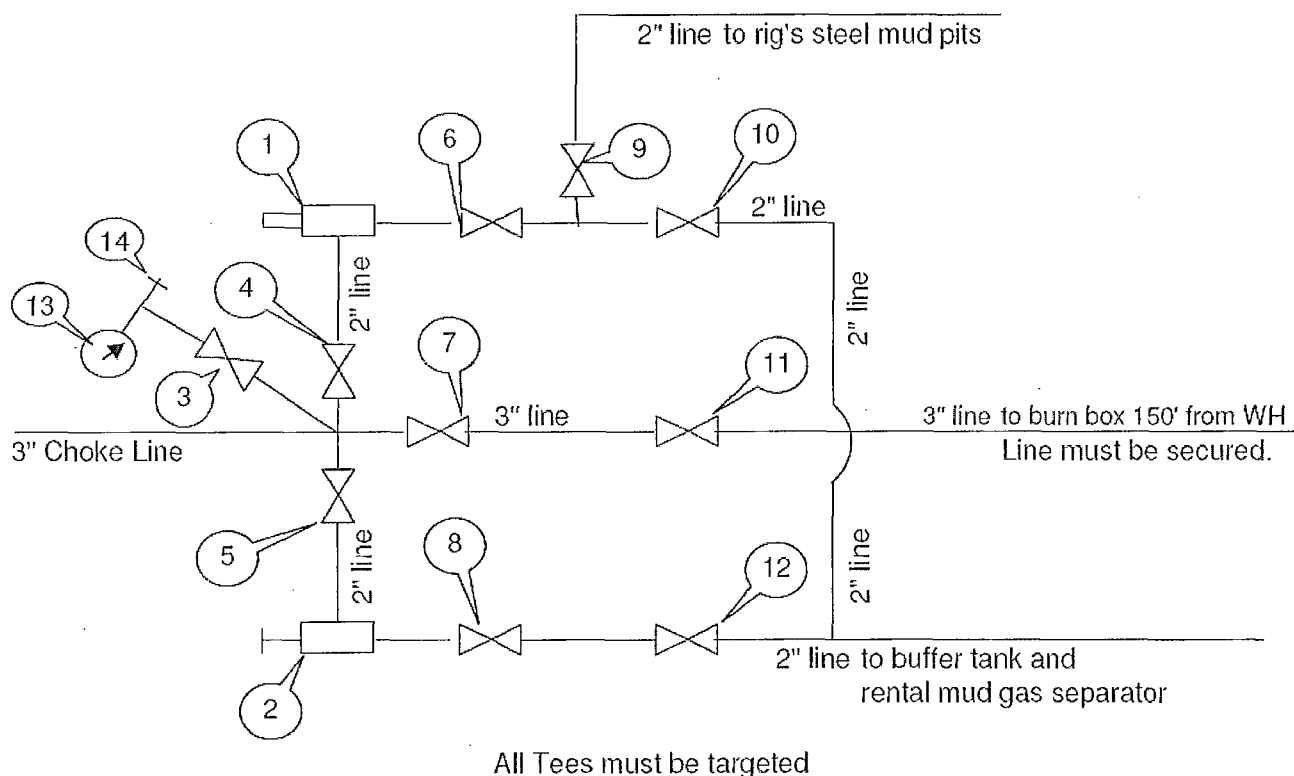 2" line to rig's steel mud pits
1
6
9
10
2" line
14
13
4
2" line
3
7
11
2" line
3" line
3" line to burn box 150' from WH
3" Choke Line
Line must be secured.
5
2" line
8
12
2" line
2
2" line to buffer tank and
rental mud gas separator
All Tees must be targeted